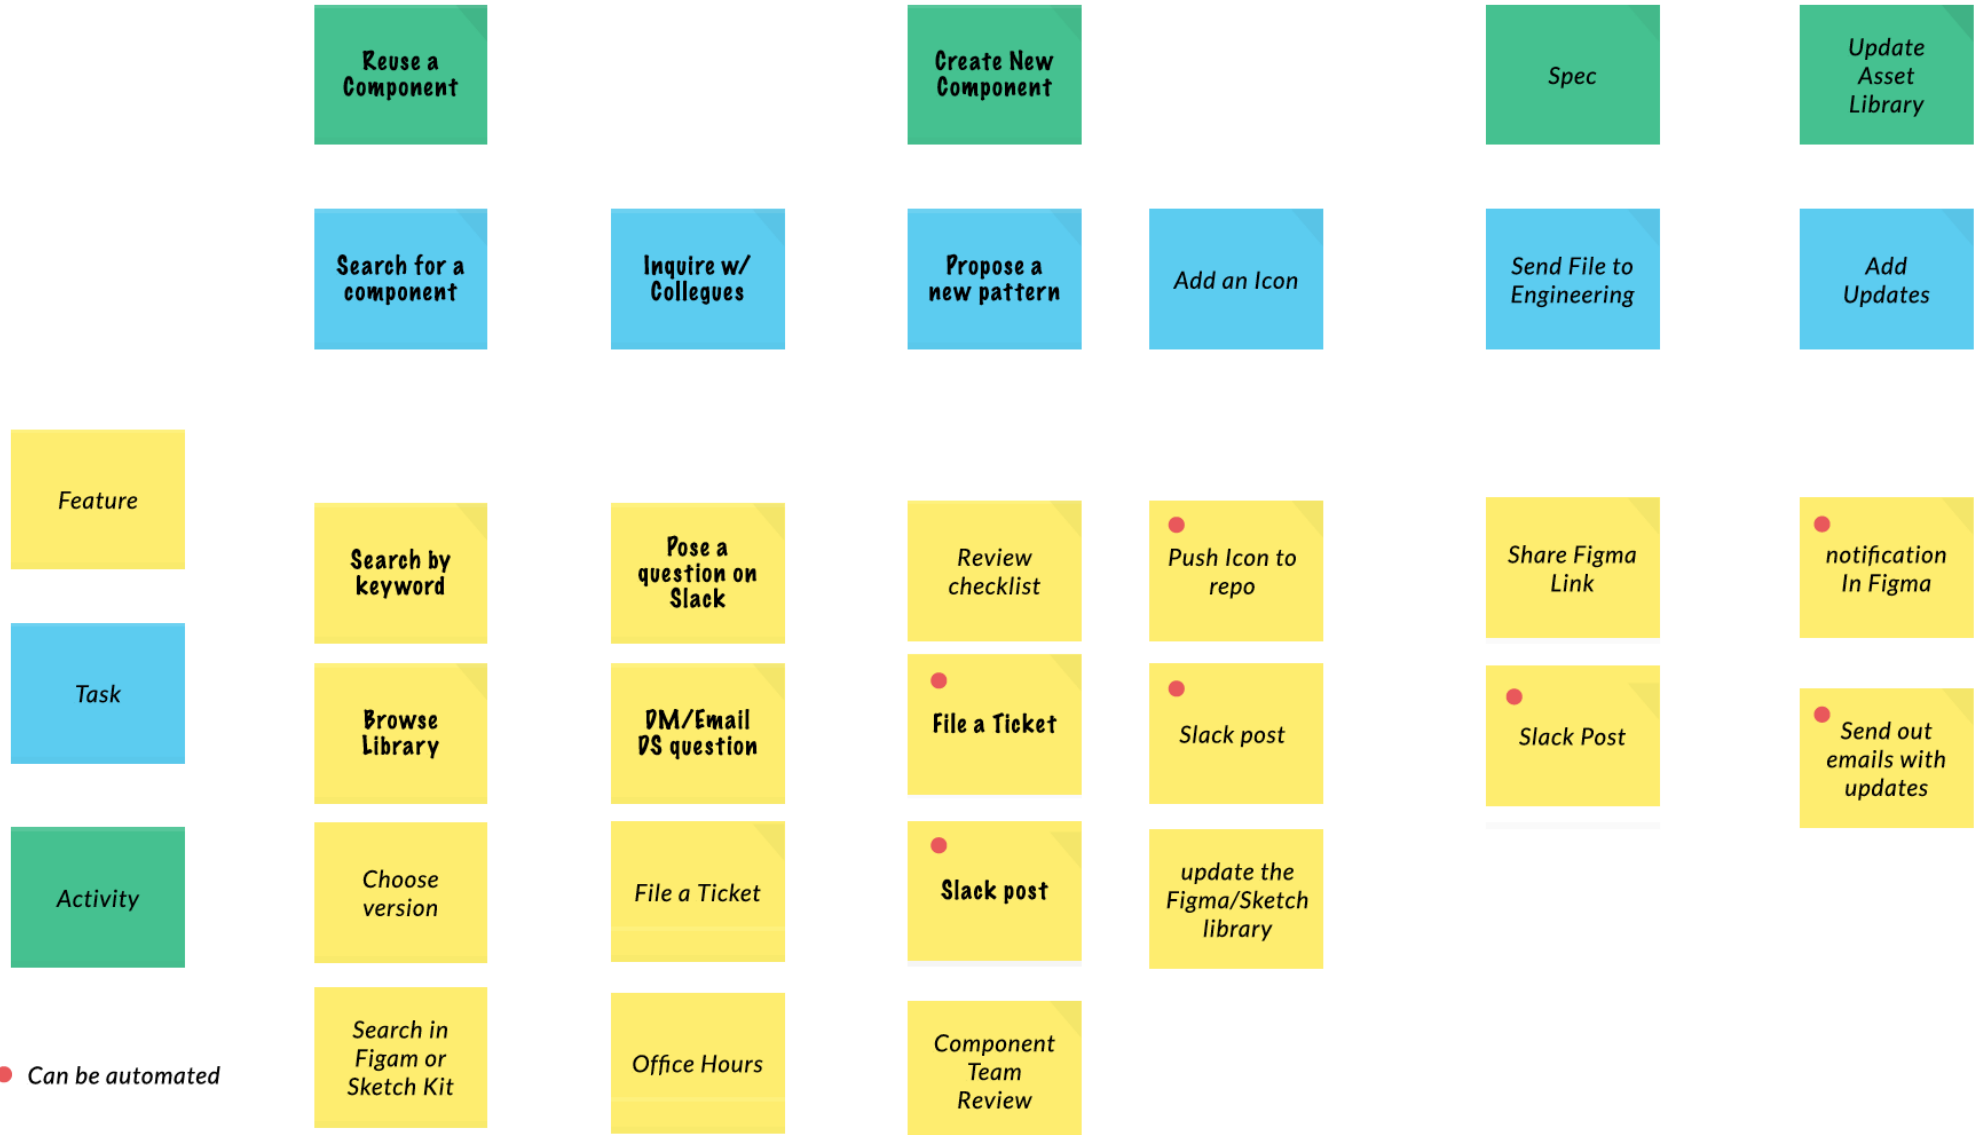 Reuse a
Component
Create New
Component
Spec
Update
Asset
Library
Search for a
component
Inquire w/
Collegues
Propose a
new pattern
Add an Icon
Send File to
Engineering
Add
Updates
Feature
Task
Activity
Can be automated
Search by
keyword
Browse
Library
Choose
version
Search in
Figam or
Sketch Kit
Pose a
question on
Slack
DM/Email
DS question
File a Ticket
Office Hours
Review
checklist
File a Ticket
Slack post
Component
Team
Review
Push Icon to
repo
Slack post
update the
Figma/Sketch
library
Share Figma
Link
Slack Post
notification
In Figma
Send out
emails with
updates